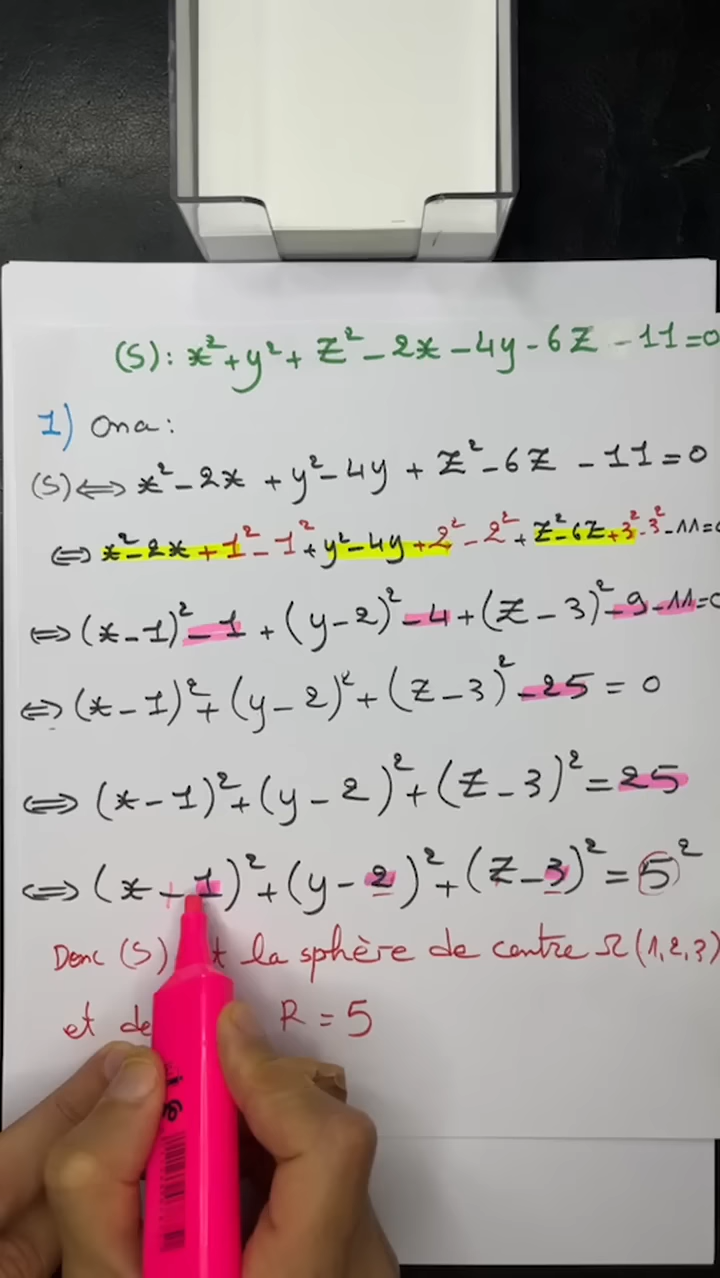 (S): x²+y²+ z²-2x-4y-6z-11=0
1) On a:
(S)⇔ x²-2x + y²-4y + z²-6z -11=0
⇔ x²-2x+1²-1²+y²-4y+2²-2²+z²-6z+3²-3²-11=0
⇔(x-1)²-1+(y-2)²-4+(z-3)²-9-11=0
⇔(x-1)²+(y-2)²+(z-3)²-25=0
⇔(x-1)²+(y-2)²+(z-3)²=25
⇔(x-1)²+(y-2)²+(z-3)²=5²
Denc (S) la sphère de centre Ω(1,2,3)
et de R=5